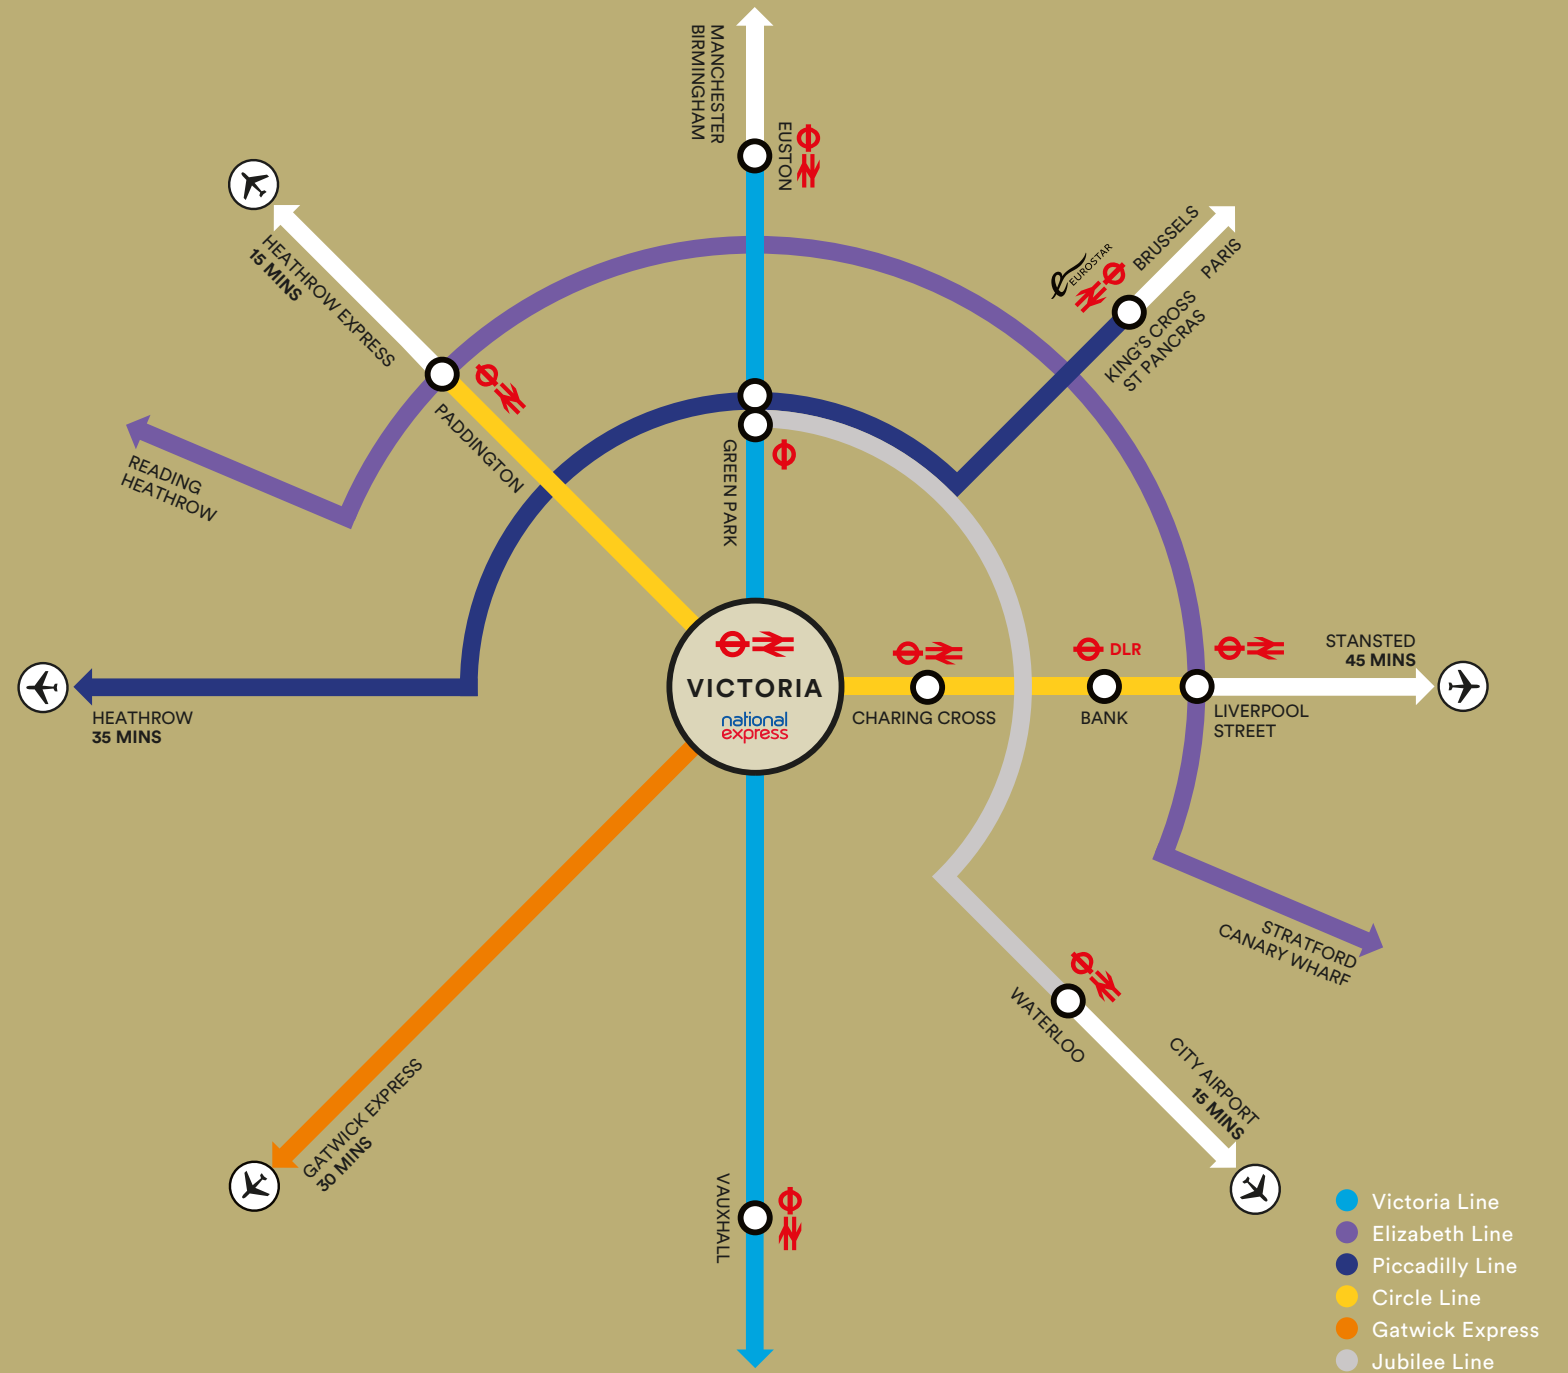 MANCHESTER
BIRMINGHAM
EUSTON
HEATHROW EXPRESS
15 MINS
PADDINGTON
READING
HEATHROW
e EUROSTAR
BRUSSELS
PARIS
KING'S CROSS
ST PANCRAS
GREEN PARK
VICTORIA
national
express
CHARING CROSS
DLR
BANK
LIVERPOOL
STREET
STANSTED
45 MINS
HEATHROW
35 MINS
STRATFORD
CANARY WHARF
WATERLOO
CITY AIRPORT
15 MINS
GATWICK EXPRESS
30 MINS
VAUXHALL
Victoria Line
Elizabeth Line
Piccadilly Line
Circle Line
Gatwick Express
Jubilee Line